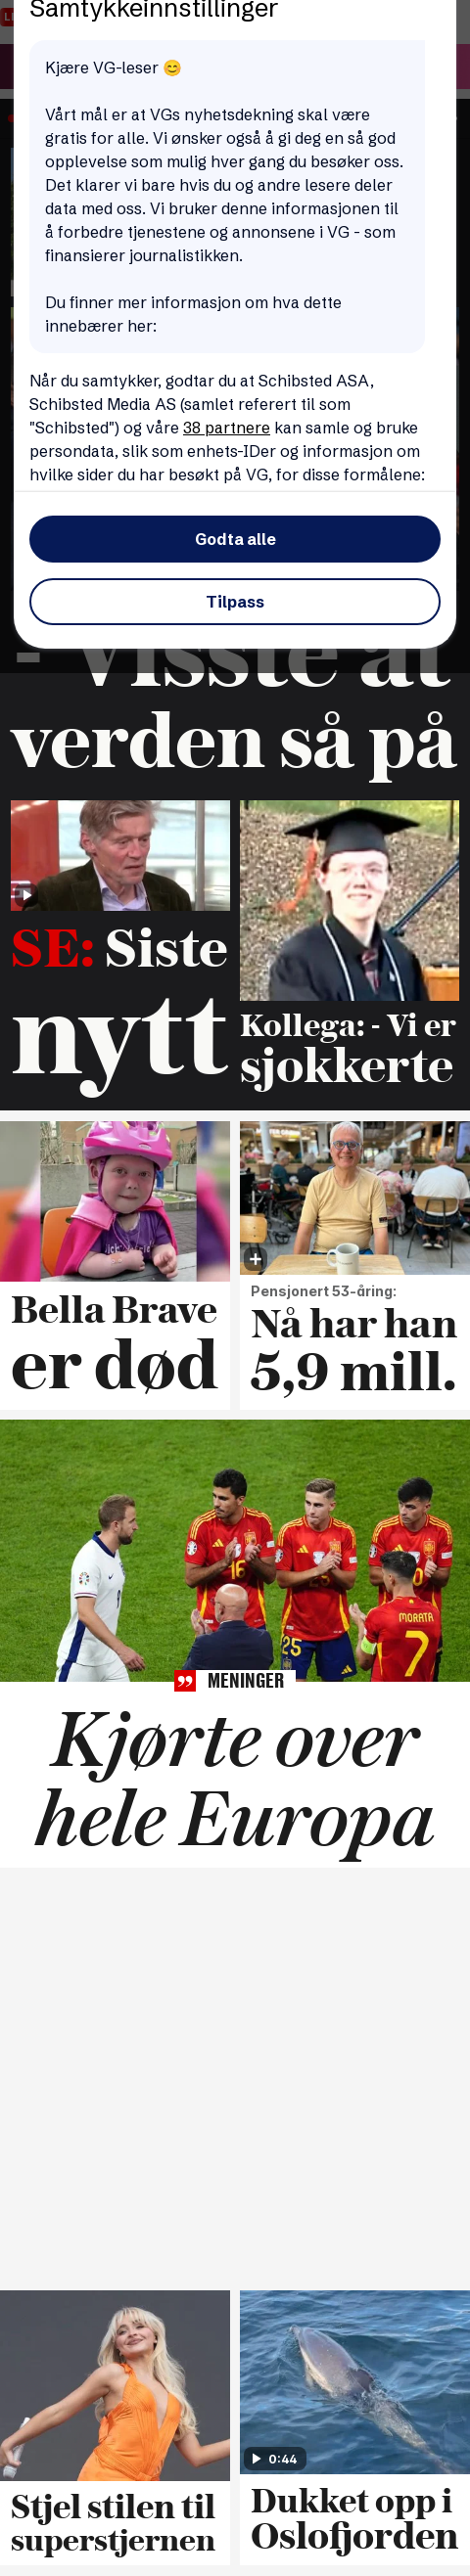 Samtykkeinnstillinger
Kjære VG-leser 😊
Vårt mål er at VGs nyhetsdekning skal være
gratis for alle. Vi ønsker også å gi deg en så god
opplevelse som mulig hver gang du besøker oss.
Det klarer vi bare hvis du og andre lesere deler
data med oss. Vi bruker denne informasjonen til
å forbedre tjenestene og annonsene i VG - som
finansierer journalistikken.
Du finner mer informasjon om hva dette
innebærer her:
Når du samtykker, godtar du at Schibsted ASA,
Schibsted Media AS (samlet referert til som
"Schibsted") og våre 38 partnere kan samle og bruke
persondata, slik som enhets-IDer og informasjon om
hvilke sider du har besøkt på VG, for disse formålene:
Godta alle
Tilpass
- Visste at
verden så på
SE: Siste
nytt
Kollega: - Vi er
sjokkerte
Bella Brave
er død
Pensjonert 53-åring:
Nå har han
5,9 mill.
16
25
MORATA
7
MENINGER
Kjørte over
hele Europa
Stjel stilen til
superstjernen
0:44
Dukket opp i
Oslofjorden